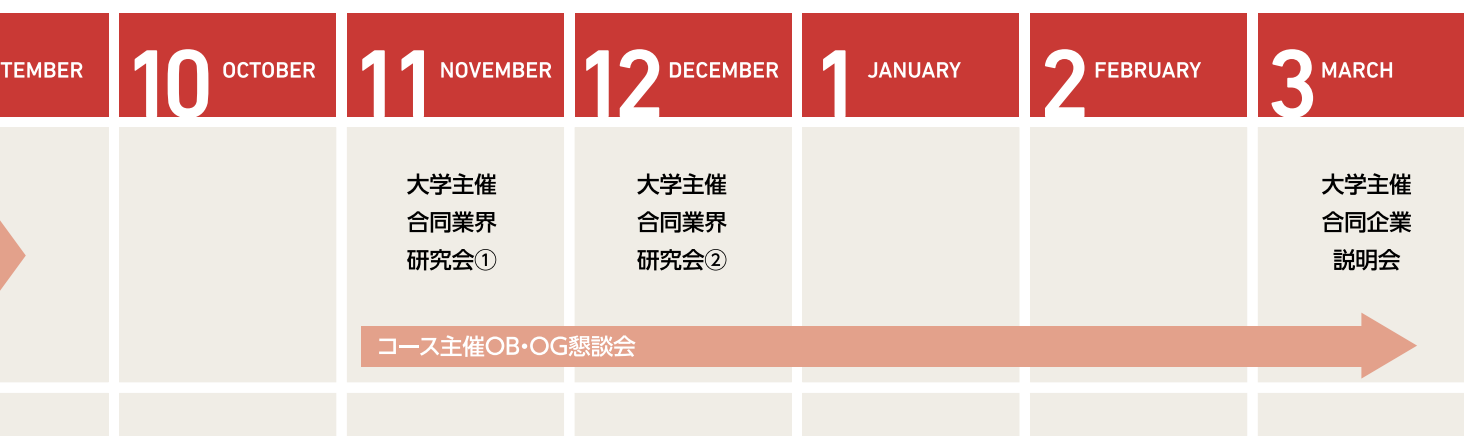 TEMBER
10 OCTOBER
11 NOVEMBER
12 DECEMBER
1 JANUARY
2 FEBRUARY
3 MARCH
大学主催
合同業界
研究会①
大学主催
合同業界
研究会②
大学主催
合同企業
説明会
コース主催OB・OG懇談会